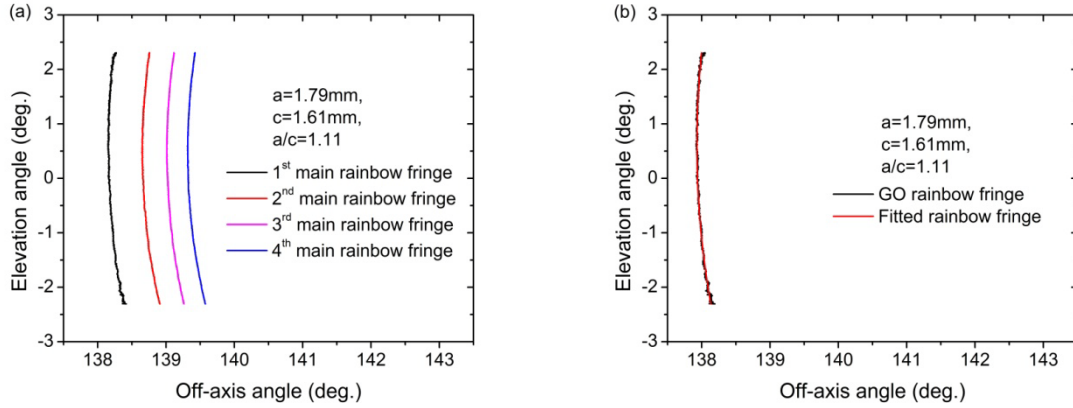 (a)
3
2
1
0
-1
-2
-3
Elevation angle (deg.)
a=1.79mm,
c=1.61mm,
a/c=1.11
1st main rainbow fringe
2nd main rainbow fringe
3rd main rainbow fringe
4th main rainbow fringe
138 139 140 141 142 143
Off-axis angle (deg.)
(b)
3
2
1
0
-1
-2
-3
Elevation angle (deg.)
a=1.79mm,
c=1.61mm,
a/c=1.11
GO rainbow fringe
Fitted rainbow fringe
138 139 140 141 142 143
Off-axis angle (deg.)